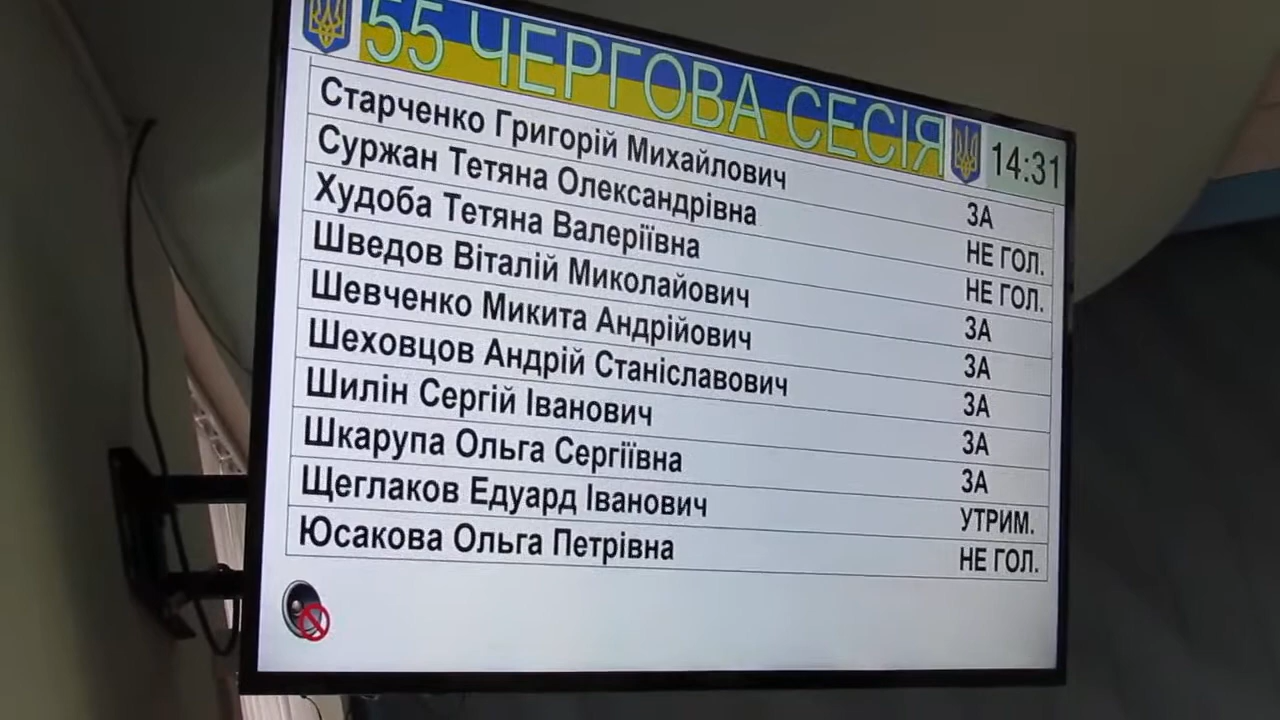 55 ЧЕРГОВА СЕСІЯ 14:31
Старченко Григорій Михайлович ЗА
Суржан Тетяна Олександрівна НЕ ГОЛ.
Худоба Тетяна Валеріївна НЕ ГОЛ.
Шведов Віталій Миколайович ЗА
Шевченко Микита Андрійович ЗА
Шеховцов Андрій Станіславович ЗА
Шилін Сергій Іванович ЗА
Шкарупа Ольга Сергіївна ЗА
Щеглаков Едуард Іванович УТРИМ.
Юсакова Ольга Петрівна НЕ ГОЛ.